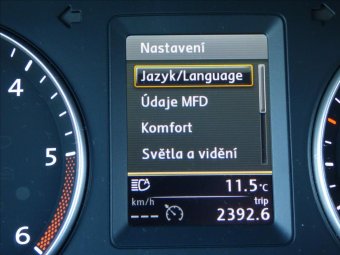 Nastavení
Jazyk/Language
Údaje MFD
Komfort
Světla a vidění
11.5°C
km/h
trip
--- 2392.6
4
5
6